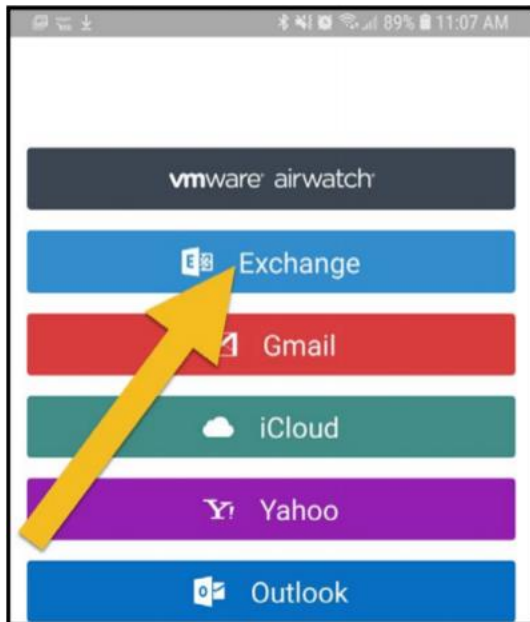 89% 11:07 AM
vmware airwatch
Exchange
Gmail
iCloud
Yahoo
Outlook